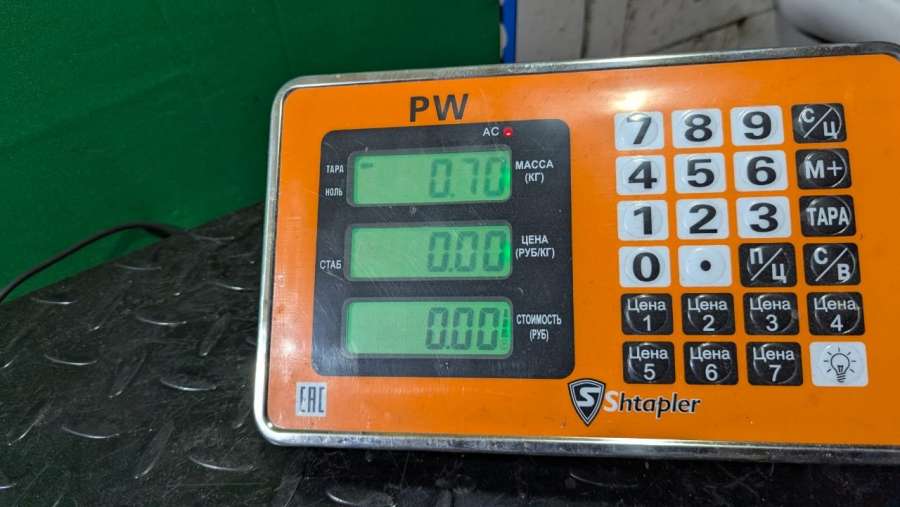 PW
AC
ТАРА
НОЛЬ
0.70
МАССА
(КГ)
СТАБ
0.00
ЦЕНА
(РУБ/КГ)
0.00
СТОИМОСТЬ
(РУБ)
EAC
S Shtapler
7 8 9 С/Ц
4 5 6 М+
1 2 3 ТАРА
0 . П/Ц С/В
Цена 1 Цена 2 Цена 3 Цена 4
Цена 5 Цена 6 Цена 7